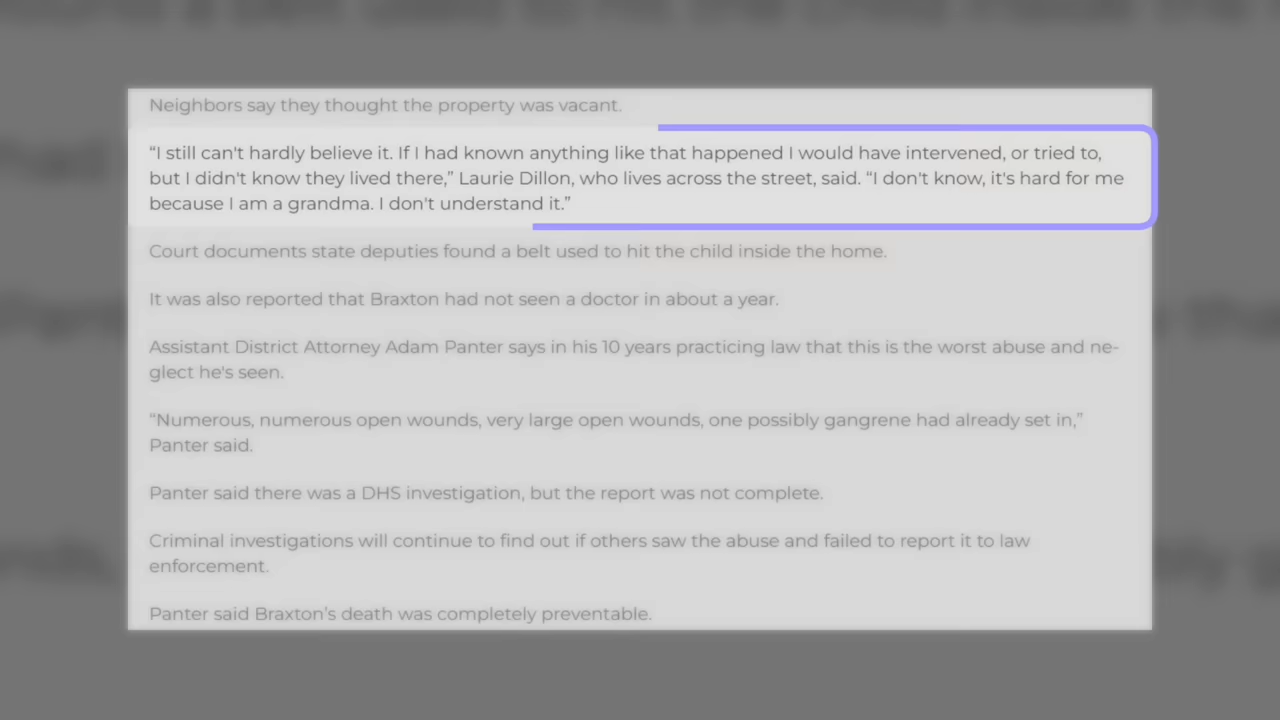 Neighbors say they thought the property was vacant.
“I still can't hardly believe it. If I had known anything like that happened I would have intervened, or tried to,
but I didn't know they lived there,” Laurie Dillon, who lives across the street, said. “I don't know, it's hard for me
because I am a grandma. I don't understand it.”
Court documents state deputies found a belt used to hit the child inside the home.
It was also reported that Braxton had not seen a doctor in about a year.
Assistant District Attorney Adam Panter says in his 10 years practicing law that this is the worst abuse and ne-
glect he's seen.
“Numerous, numerous open wounds, very large open wounds, one possibly gangrene had already set in,”
Panter said.
Panter said there was a DHS investigation, but the report was not complete.
Criminal investigations will continue to find out if others saw the abuse and failed to report it to law
enforcement.
Panter said Braxton’s death was completely preventable.